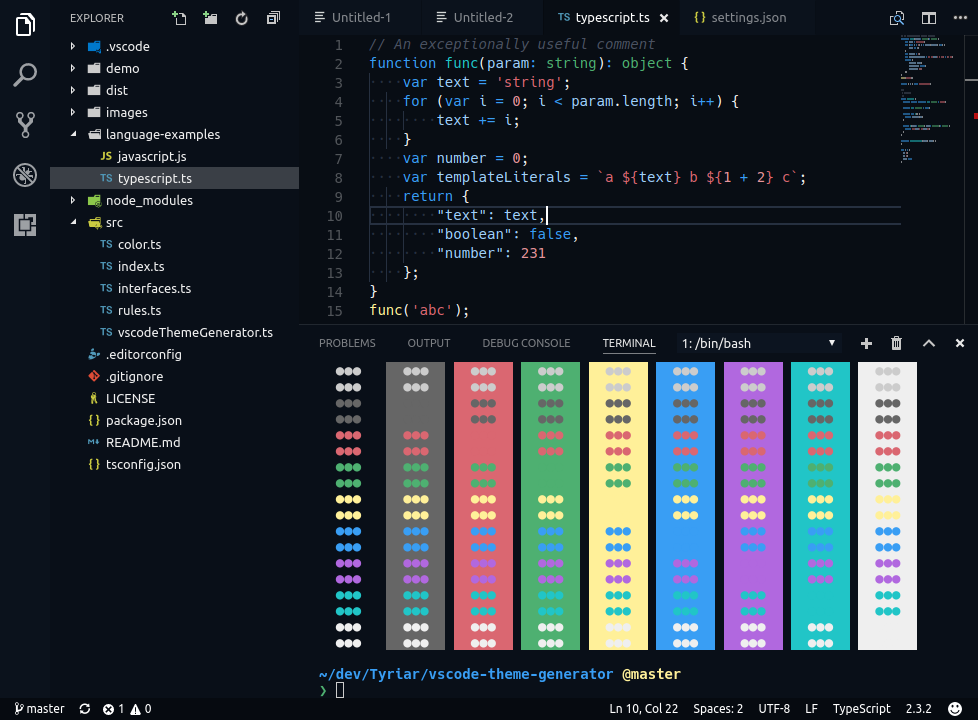 EXPLORER
.vscode
demo
dist
images
language-examples
JS javascript.js
TS typescript.ts
node_modules
src
TS color.ts
TS index.ts
TS interfaces.ts
TS rules.ts
TS vscodeThemeGenerator.ts
.editorconfig
.gitignore
LICENSE
{} package.json
README.md
{} tsconfig.json
Untitled-1 Untitled-2 TS typescript.ts × {} settings.json
1 // An exceptionally useful comment
2 function func(param: string): object {
3 ····var text = 'string';
4 ····for (var i = 0; i < param.length; i++) {
5 ········text += i;
6 ····}
7 ····var number = 0;
8 ····var templateLiterals = `a ${text} b ${1 + 2} c`;
9 ····return {
10 ········"text": text,
11 ········"boolean": false,
12 ········"number": 231
13 ····};
14 }
15 func('abc');
PROBLEMS OUTPUT DEBUG CONSOLE TERMINAL 1: /bin/bash
~/dev/Tyriar/vscode-theme-generator @master
❯
master 1 0 Ln 10, Col 22 Spaces: 2 UTF-8 LF TypeScript 2.3.2